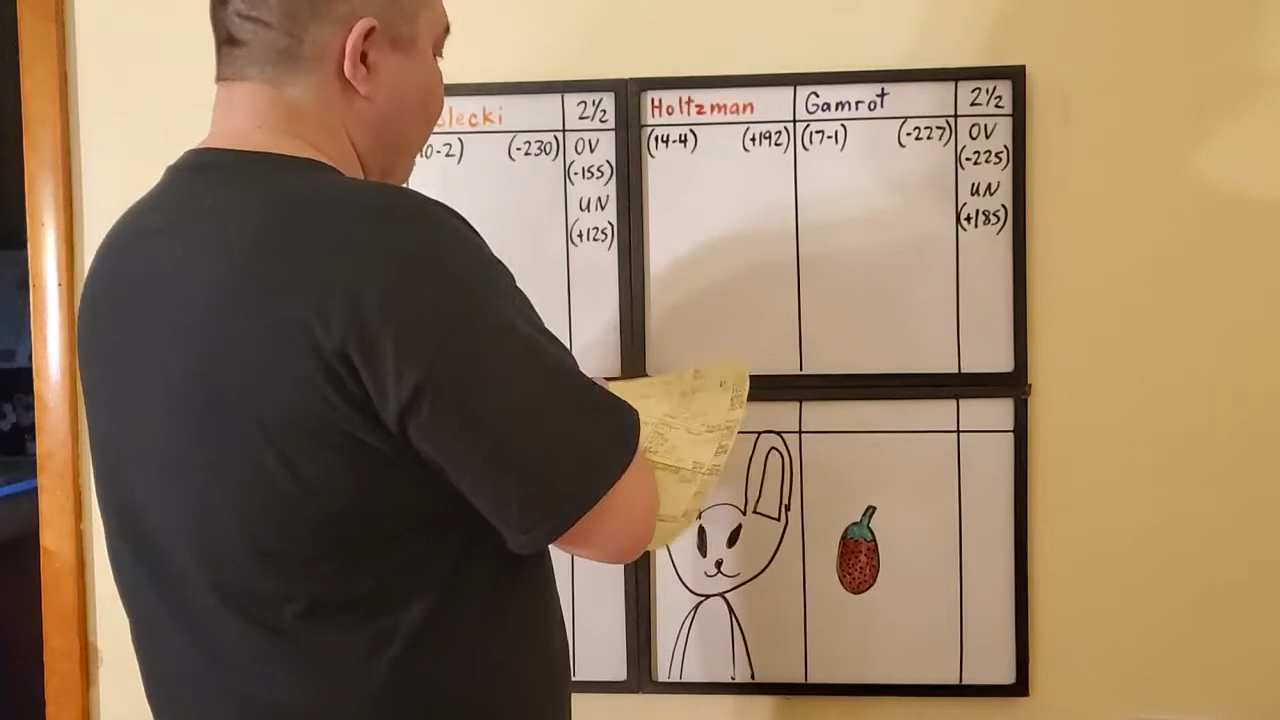 2½
(-230)
OV
(-155)
UN
(+125)
Holtzman Gamrot 2½
(14-4) (+192) (17-1) (-227) OV
(-225)
UN
(+185)